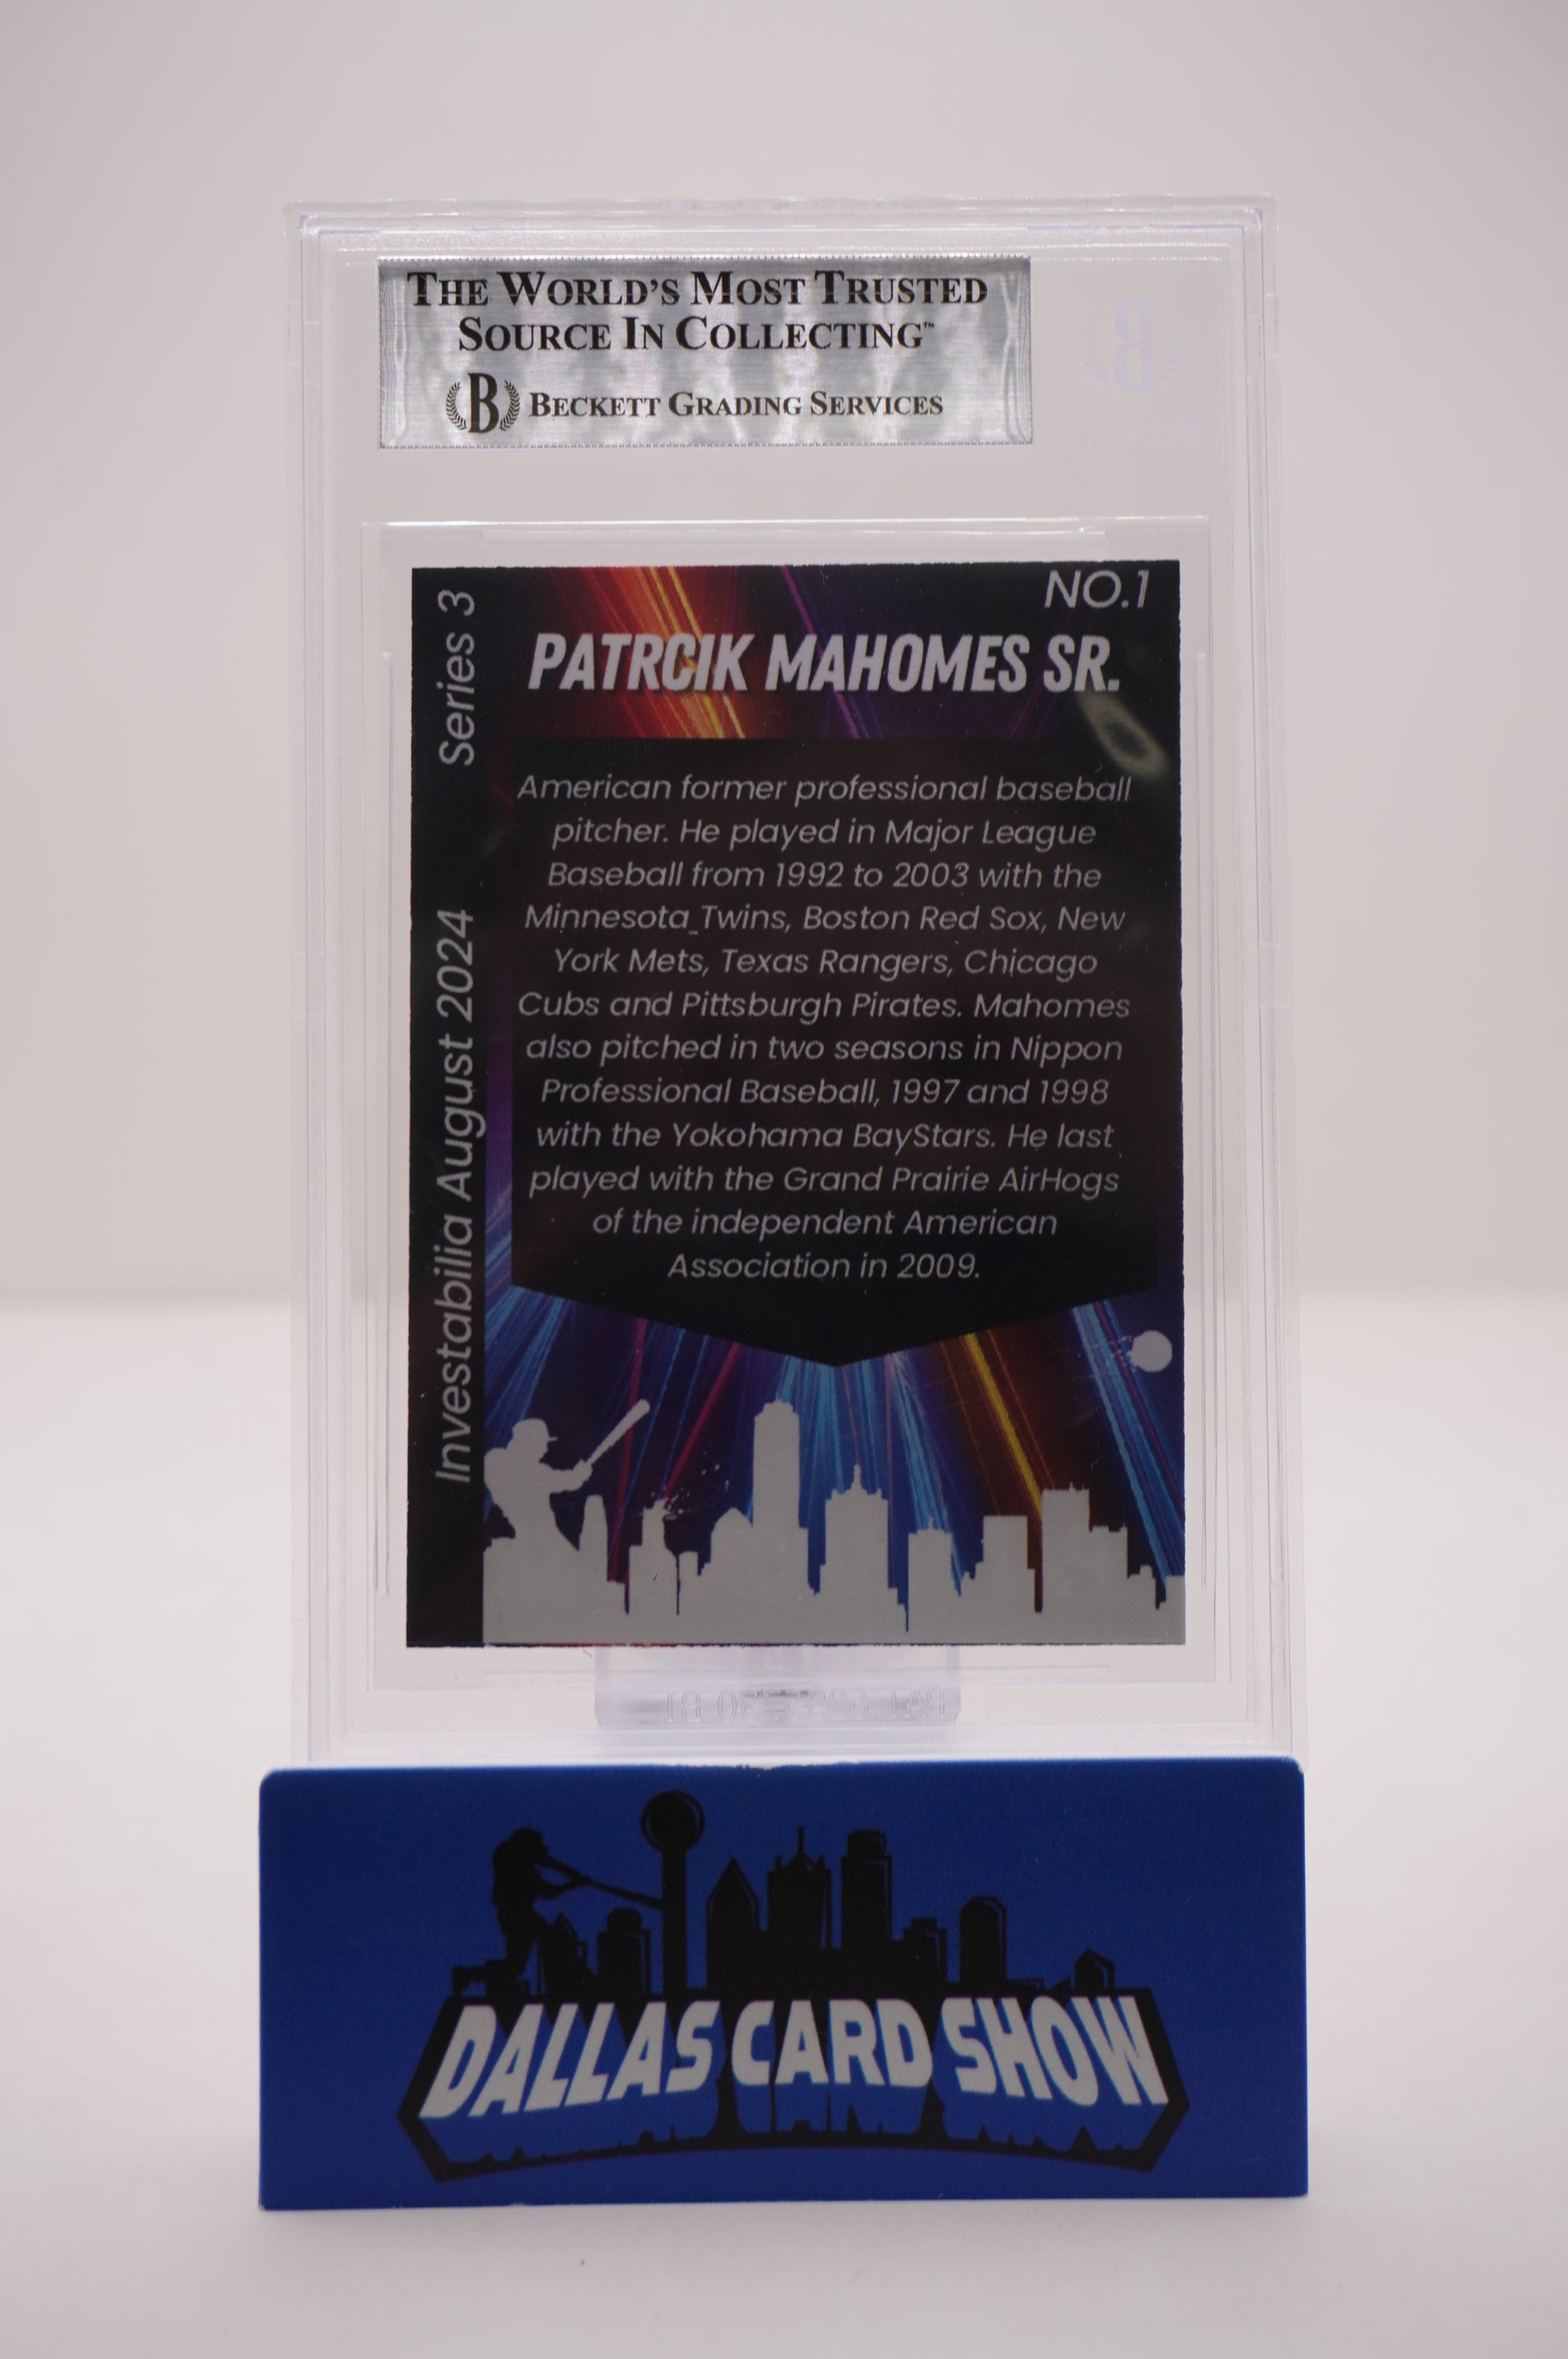 THE WORLD'S MOST TRUSTED
SOURCE IN COLLECTING™
B BECKETT GRADING SERVICES
NO.1
Series 3
PATRCIK MAHOMES SR.
American former professional baseball
pitcher. He played in Major League
Baseball from 1992 to 2003 with the
Minnesota Twins, Boston Red Sox, New
York Mets, Texas Rangers, Chicago
Cubs and Pittsburgh Pirates. Mahomes
also pitched in two seasons in Nippon
Professional Baseball, 1997 and 1998
with the Yokohama BayStars. He last
played with the Grand Prairie AirHogs
of the independent American
Association in 2009.
Investabilia August 2024
DALLAS CARD SHOW